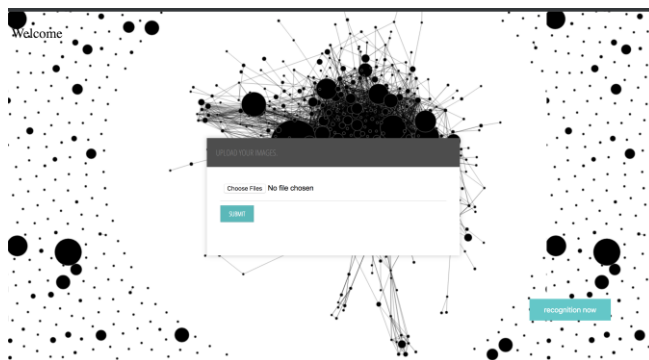 Welcome
UPLOAD YOUR IMAGES
Choose Files No file chosen
SUBMIT
recognition now